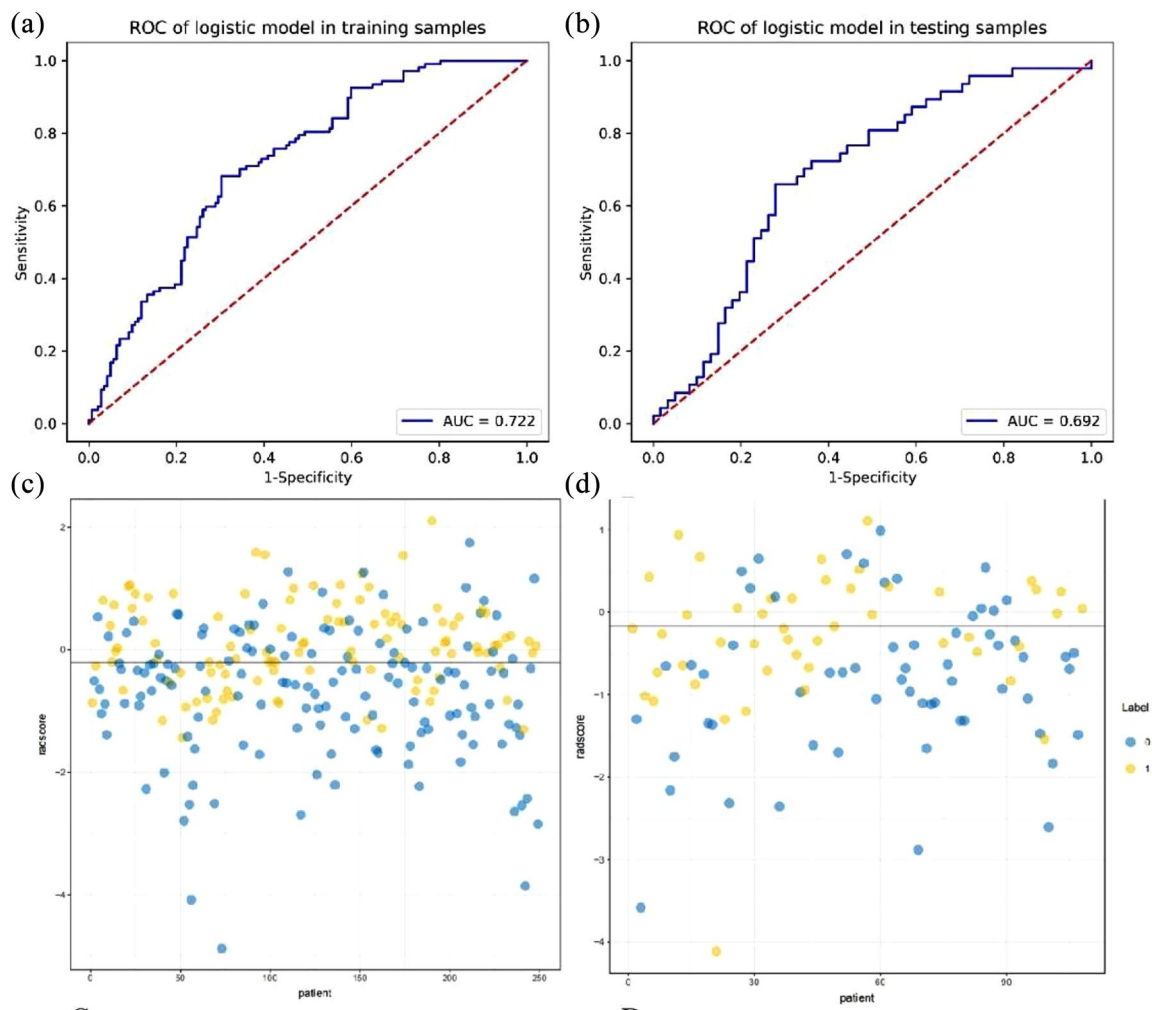 (a)
ROC of logistic model in training samples
1.0
0.8
0.6
0.4
0.2
0.0
Sensitivity
AUC = 0.722
0.0 0.2 0.4 0.6 0.8 1.0
1-Specificity
(b)
ROC of logistic model in testing samples
1.0
0.8
0.6
0.4
0.2
0.0
Sensitivity
AUC = 0.692
0.0 0.2 0.4 0.6 0.8 1.0
1-Specificity
(c)
2
0
−2
−4
racscore
0 50 100 150 200 250
patient
(d)
1
0
−1
−2
−3
−4
radscore
0 30 60 90
patient
Label
0
1